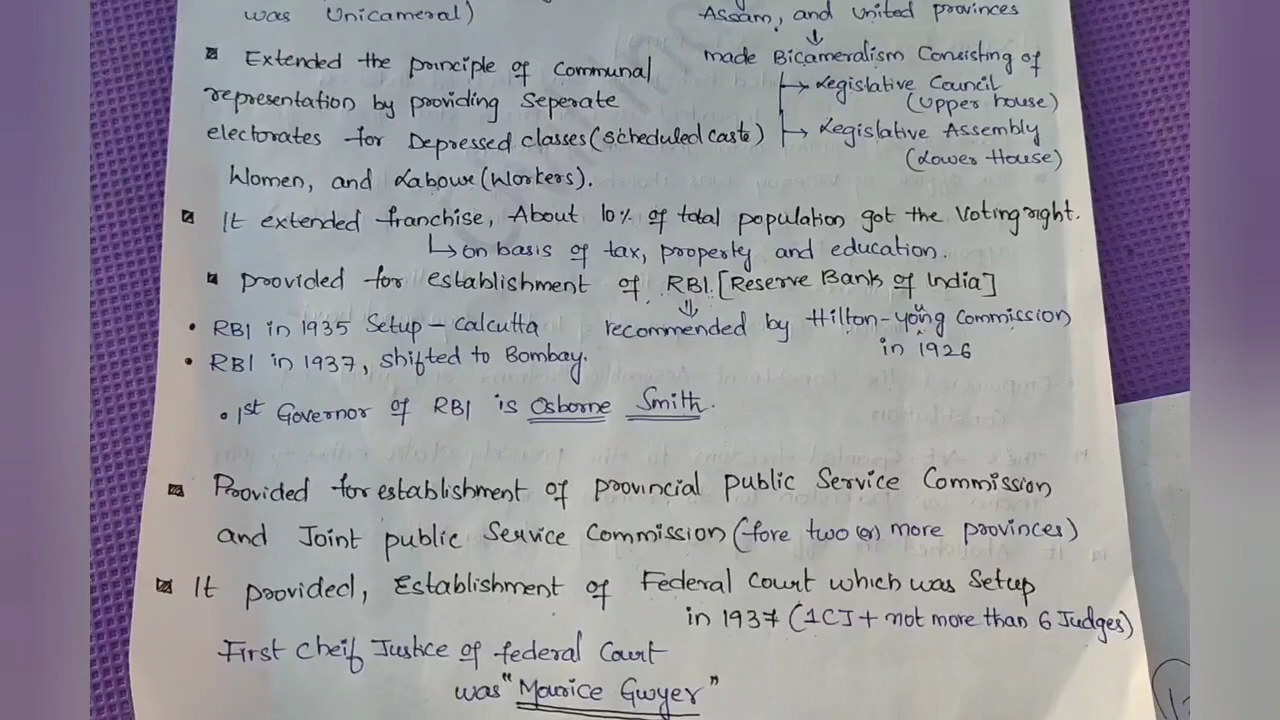 was Unicameral)
Assam, and United provinces
made Bicameralism Consisting of
Legislative Council
(Upper house)
Legislative Assembly
(Lower House)
Extended the principle of communal
representation by providing Seperate
electorates for Depressed classes (Scheduled caste)
Women, and Labour (Workers).
It extended franchise, About 10% of total population got the Voting right.
on basis of tax, property and education.
provided for establishment of RBI [Reserve Bank of India]
recommended by Hilton-young Commission
in 1926
• RBI in 1935 Setup - Calcutta
• RBI in 1937, shifted to Bombay.
• 1st Governor of RBI is Osborne Smith.
Provided for establishment of provincial public Service Commission
and Joint public Service Commission (fore two (or) more provinces)
It provided, Establishment of Federal Court which was Setup
in 1937 (1CJ + not more than 6 Judges)
First Cheif Justice of federal Court
was "Maurice Gwyer"